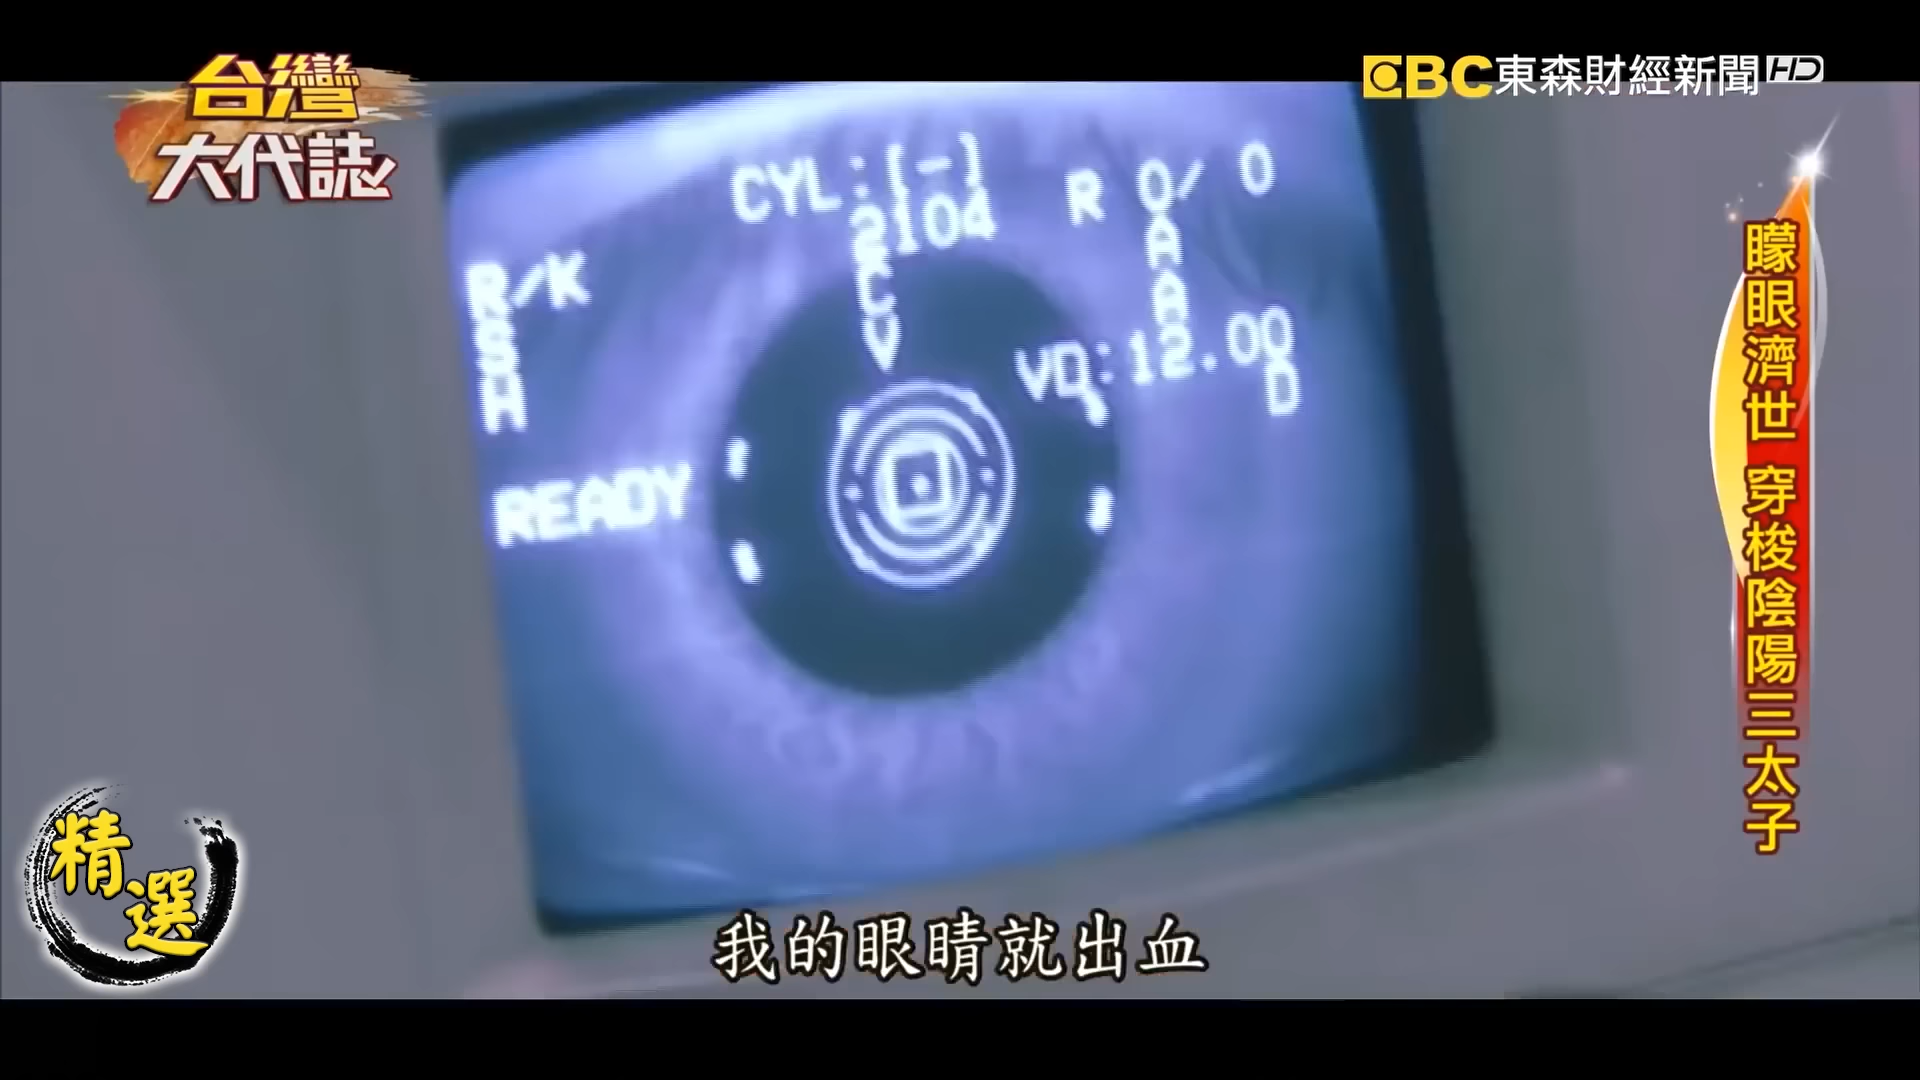 台灣
大代誌
EBC東森財經新聞HD
CYL:(-)
2104
R 0/ 0
R/K
READY
VD:12.00
矇眼濟世 穿梭陰陽三太子
精選
我的眼睛就出血